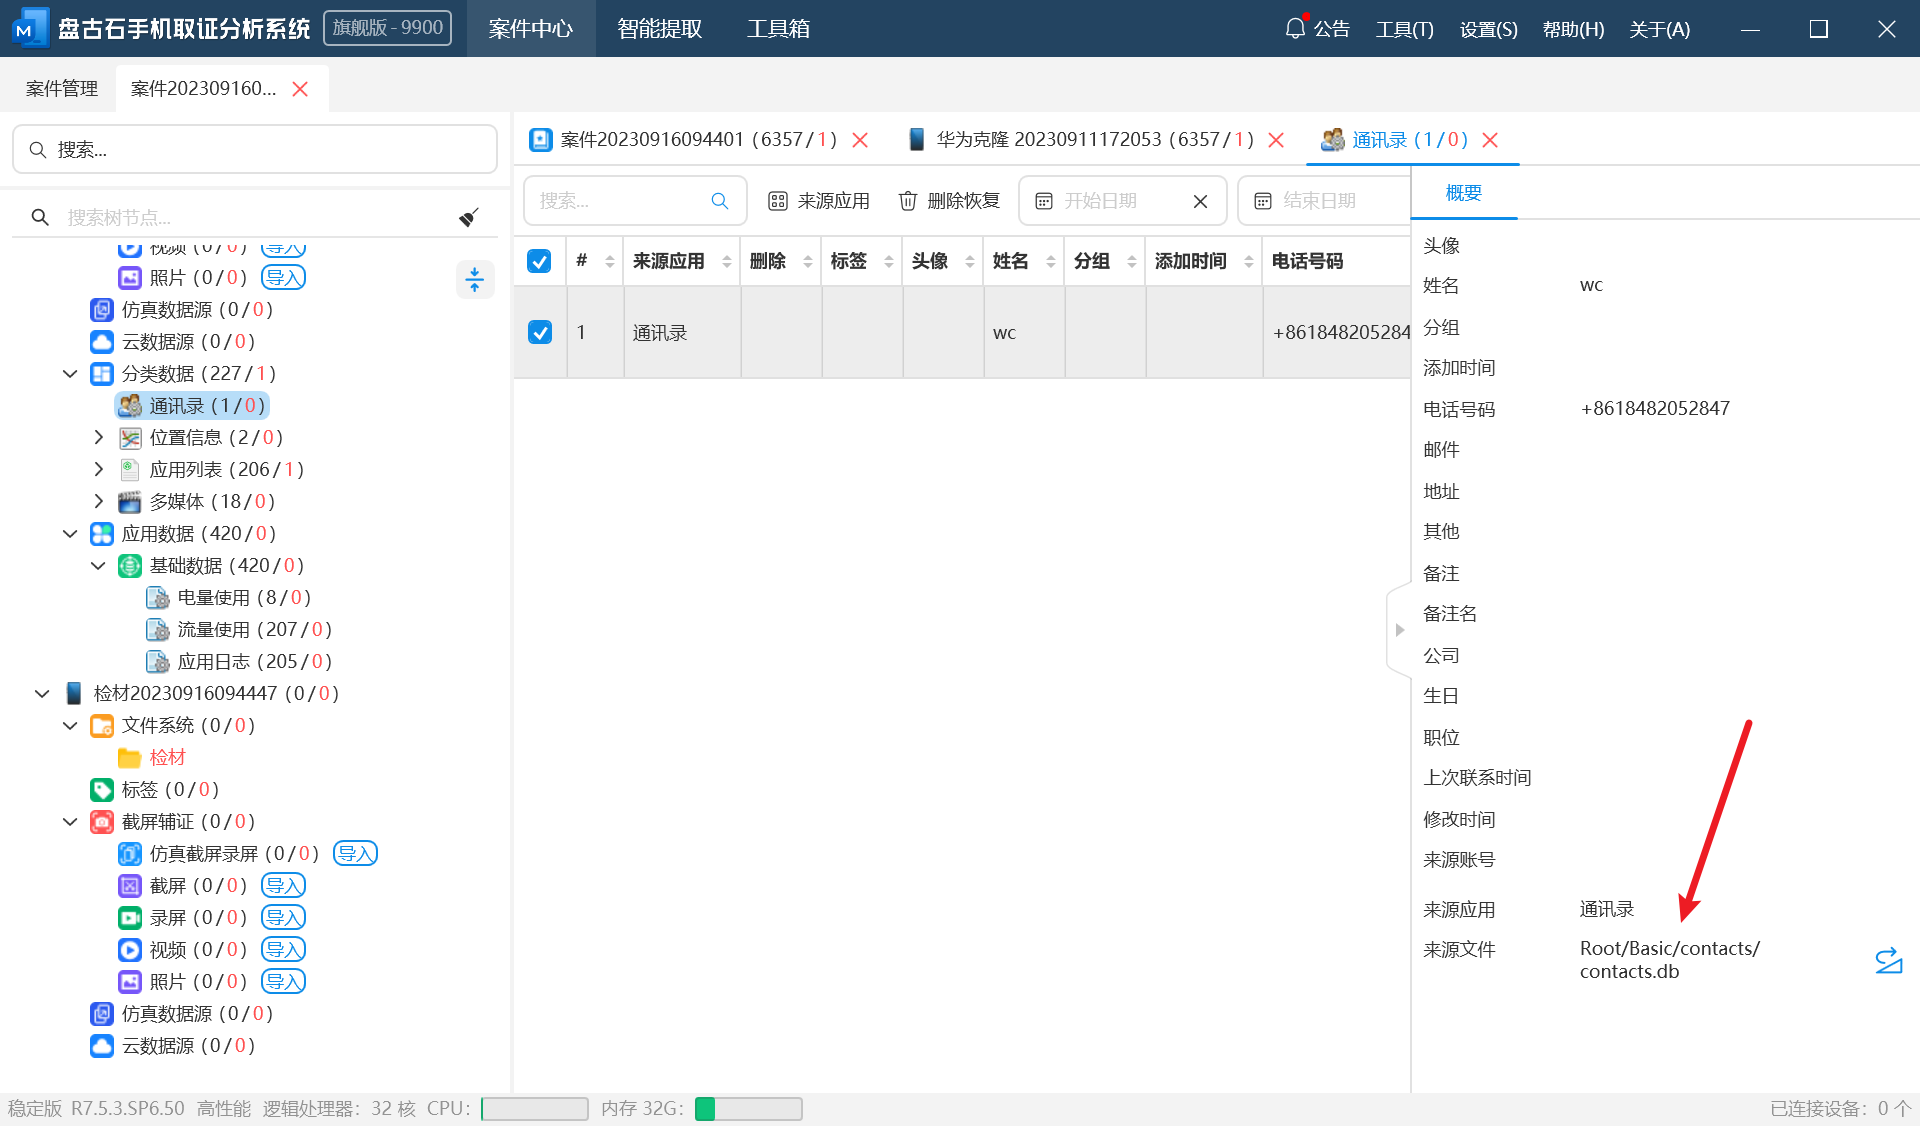 盘古石手机取证分析系统 旗舰版 - 9900 案件中心 智能提取 工具箱 公告 工具(T) 设置(S) 帮助(H) 关于(A)
案件管理 案件202309160...
搜索...
搜索树节点...
视频 (0/0) 导入
照片 (0/0) 导入
仿真数据源 (0/0)
云数据源 (0/0)
分类数据 (227/1)
通讯录 (1/0)
位置信息 (2/0)
应用列表 (206/1)
多媒体 (18/0)
应用数据 (420/0)
基础数据 (420/0)
电量使用 (8/0)
流量使用 (207/0)
应用日志 (205/0)
检材20230916094447 (0/0)
文件系统 (0/0)
检材
标签 (0/0)
截屏辅证 (0/0)
仿真截屏录屏 (0/0) 导入
截屏 (0/0) 导入
录屏 (0/0) 导入
视频 (0/0) 导入
照片 (0/0) 导入
仿真数据源 (0/0)
云数据源 (0/0)
案件20230916094401 (6357/1) 华为克隆 20230911172053 (6357/1) 通讯录 (1/0)
搜索... 来源应用 删除恢复 开始日期 结束日期
# 来源应用 删除 标签 头像 姓名 分组 添加时间 电话号码
1 通讯录 wc +861848205284
概要
头像
姓名 wc
分组
添加时间
电话号码 +8618482052847
邮件
地址
其他
备注
备注名
公司
生日
职位
上次联系时间
修改时间
来源账号
来源应用 通讯录
来源文件 Root/Basic/contacts/
contacts.db
稳定版 R7.5.3.SP6.50 高性能 逻辑处理器：32 核 CPU： 内存 32G： 已连接设备：0 个